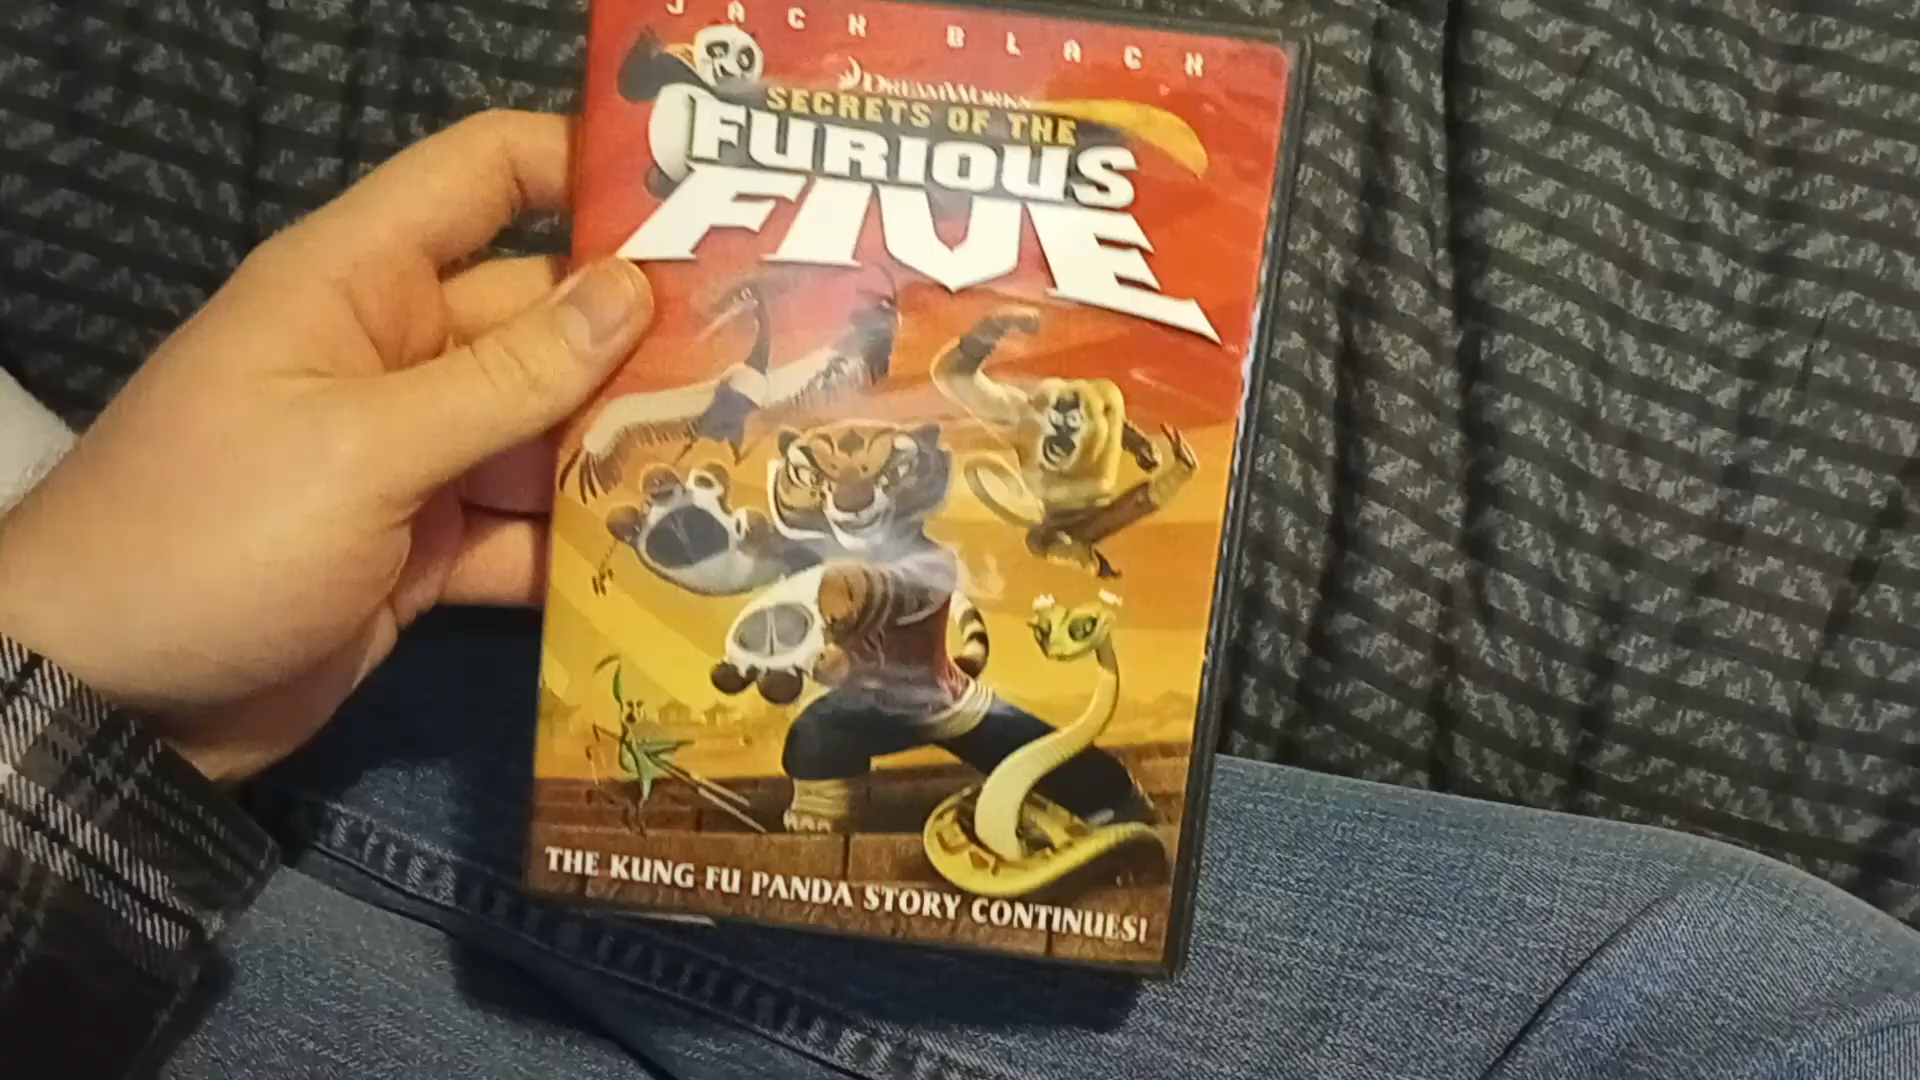 JACK BLACK
DREAMWORKS
SECRETS OF THE
FURIOUS
FIVE
THE KUNG FU PANDA STORY CONTINUES!